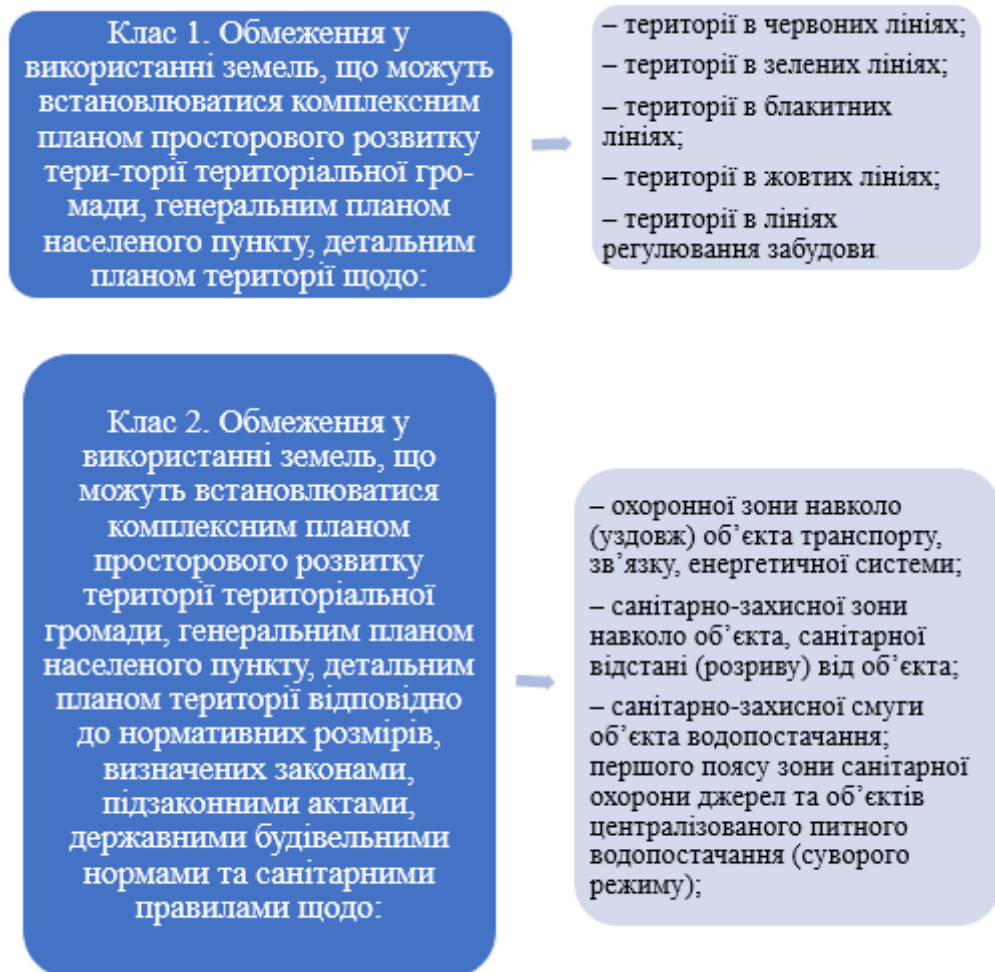 Клас 1. Обмеження у
використанні земель, що можуть
встановлюватися комплексним
планом просторового розвитку
тери-торії територіальної гро-
мади, генеральним планом
населеного пункту, детальним
планом території щодо:
– території в червоних лініях;
– території в зелених лініях;
– території в блакитних
лініях;
– території в жовтих лініях;
– території в лініях
регулювання забудови.
Клас 2. Обмеження у
використанні земель, що
можуть встановлюватися
комплексним планом
просторового розвитку
території територіальної
громади, генеральним планом
населеного пункту, детальним
планом території відповідно
до нормативних розмірів,
визначених законами,
підзаконними актами,
державними будівельними
нормами та санітарними
правилами щодо:
– охоронної зони навколо
(уздовж) об’єкта транспорту,
зв’язку, енергетичної системи;
– санітарно-захисної зони
навколо об’єкта, санітарної
відстані (розриву) від об’єкта;
– санітарно-захисної смуги
об’єкта водопостачання;
першого поясу зони санітарної
охорони джерел та об’єктів
централізованого питного
водопостачання (суворого
режиму);